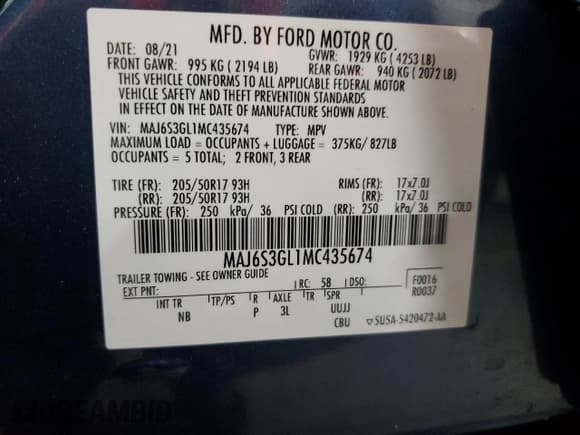 MFD. BY FORD MOTOR CO.
DATE: 08/21 GVWR: 1929 KG ( 4253 LB)
FRONT GAWR: 995 KG ( 2194 LB) REAR GAWR: 940 KG ( 2072 LB)
THIS VEHICLE CONFORMS TO ALL APPLICABLE FEDERAL MOTOR
VEHICLE SAFETY AND THEFT PREVENTION STANDARDS
IN EFFECT ON THE DATE OF MANUFACTURE SHOWN ABOVE.
VIN: MAJ6S3GL1MC435674 TYPE: MPV
MAXIMUM LOAD = OCCUPANTS + LUGGAGE = 375KG/ 827LB
OCCUPANTS = 5 TOTAL; 2 FRONT, 3 REAR
TIRE (FR): 205/50R17 93H RIMS (FR): 17x7.0J
(RR): 205/50R17 93H (RR): 17x7.0J
PRESSURE (FR): 250 kPa/ 36 PSI COLD (RR): 250 kPa/ 36 PSI COLD
MAJ6S3GL1MC435674
TRAILER TOWING - SEE OWNER GUIDE
EXT PNT: RC: 58 DSO: F0016
INT TR TP/PS R AXLE TR SPR R0037
NB P 3L UUJJ
CBU SU5A-5420472-AA
DREAMBID